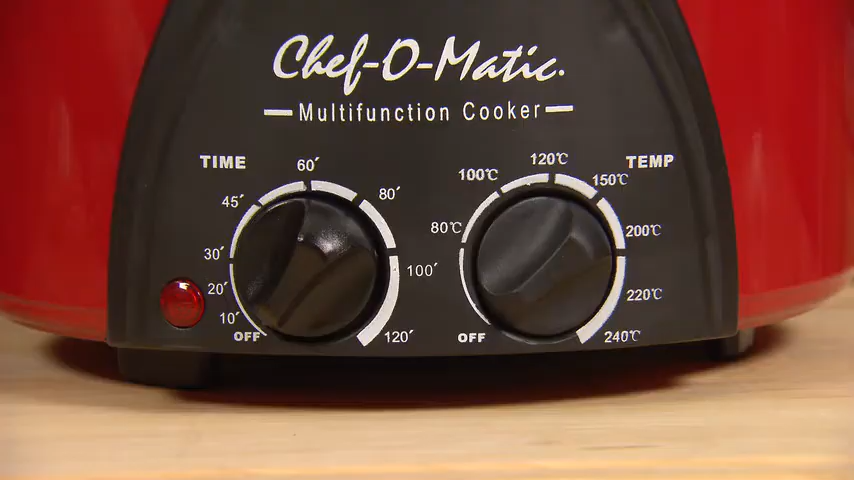 Chef-O-Matic.
Multifunction Cooker
TIME
OFF
10′
20′
30′
45′
60′
80′
100′
120′
TEMP
OFF
80℃
100℃
120℃
150℃
200℃
220℃
240℃